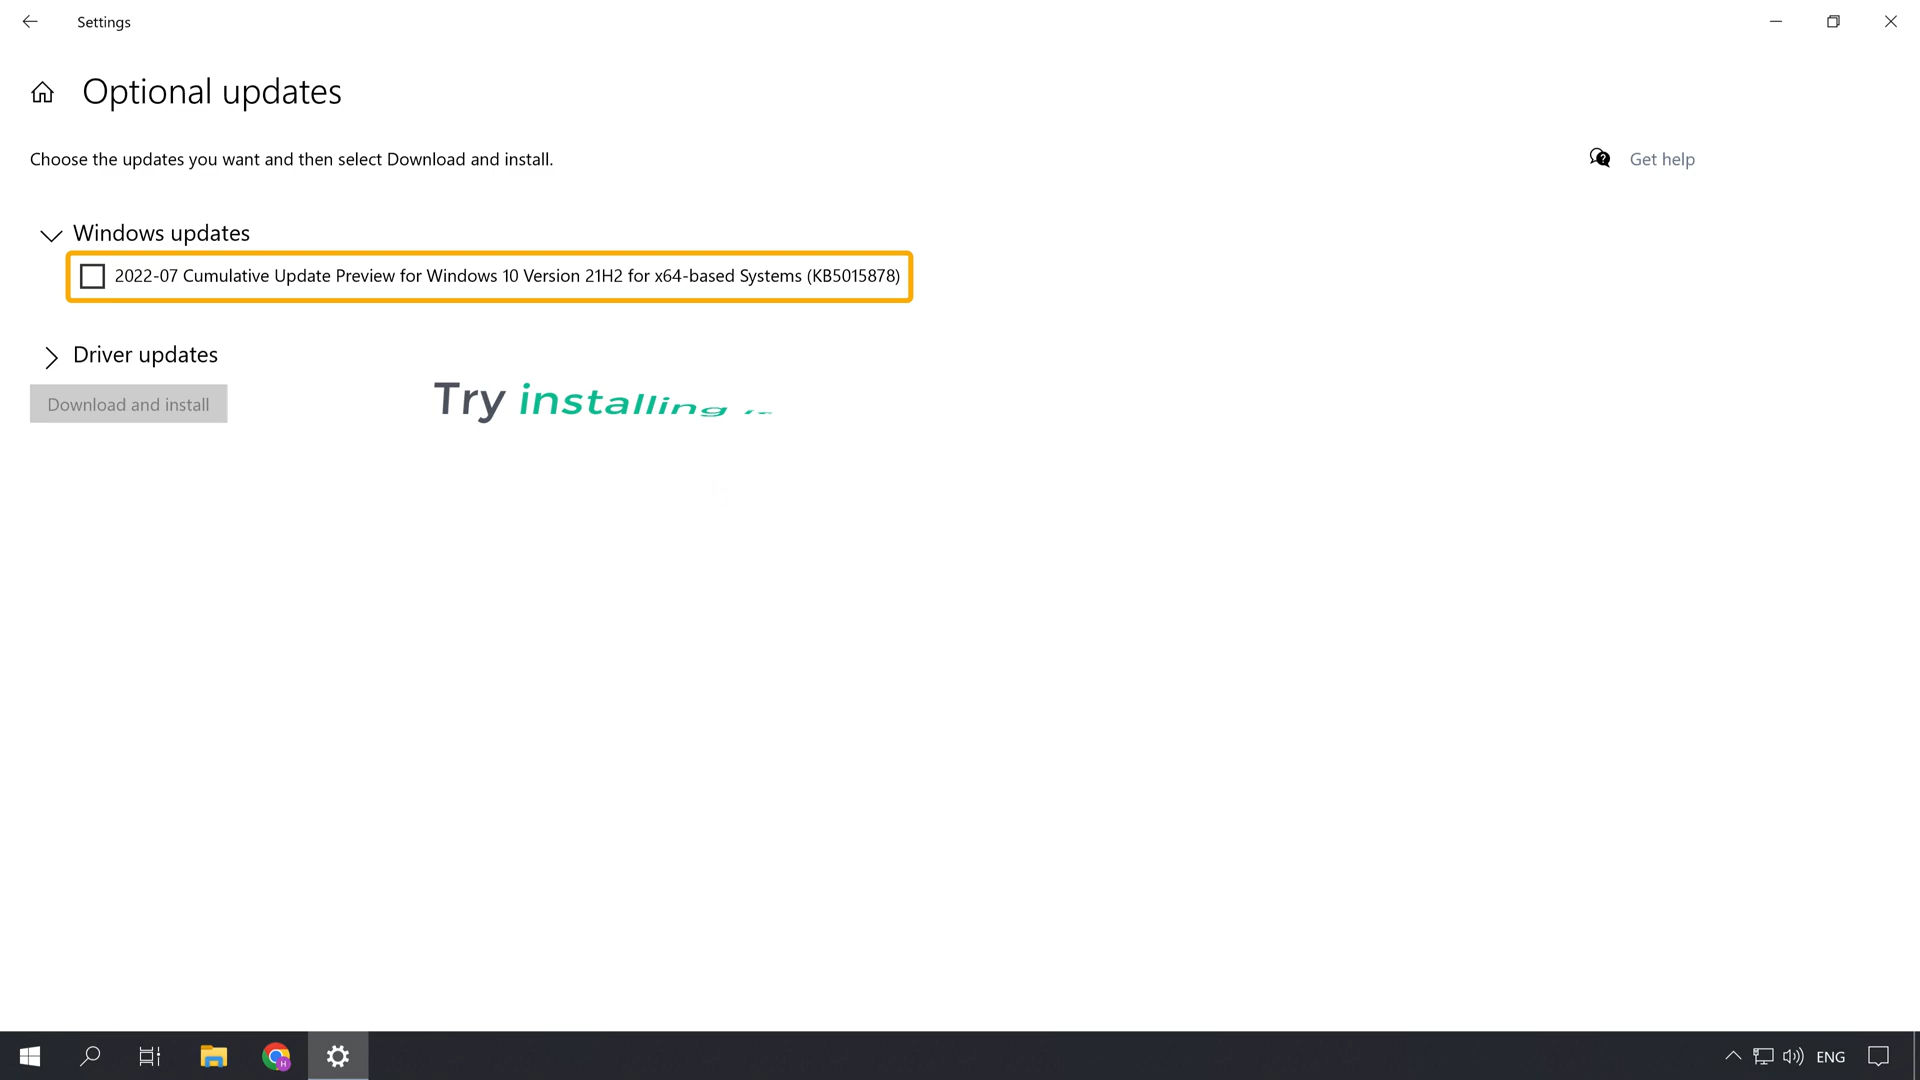 Settings
Optional updates
Choose the updates you want and then select Download and install.
Get help
Windows updates
2022-07 Cumulative Update Preview for Windows 10 Version 21H2 for x64-based Systems (KB5015878)
Driver updates
Download and install
Try installing
ENG